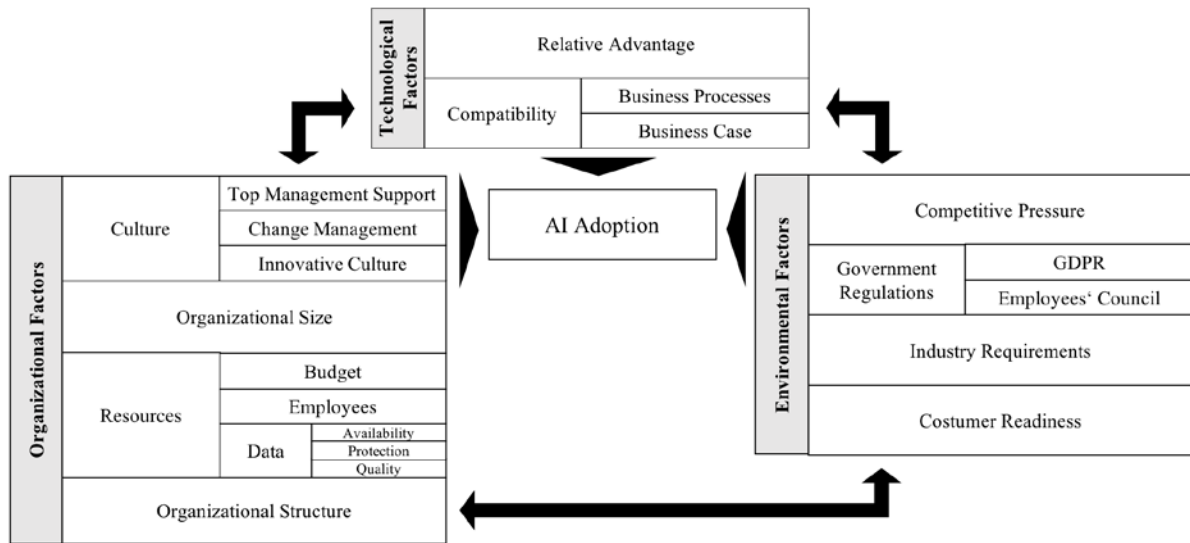 Technological
Factors
Relative Advantage
Compatibility
Business Processes
Business Case
Organizational Factors
Culture
Top Management Support
Change Management
Innovative Culture
Organizational Size
Resources
Budget
Employees
Data
Availability
Protection
Quality
Organizational Structure
AI Adoption
Environmental Factors
Competitive Pressure
Government
Regulations
GDPR
Employees‘ Council
Industry Requirements
Costumer Readiness